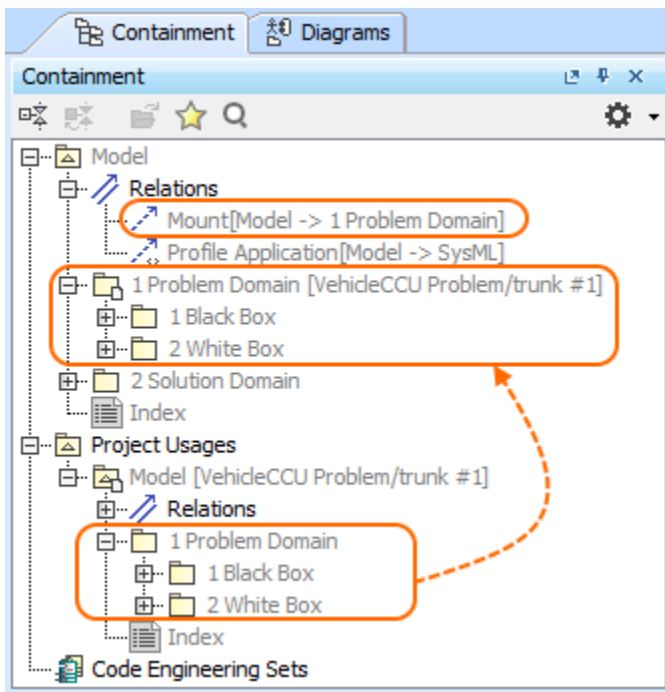 Containment
Diagrams
Containment
Model
Relations
Mount[Model -> 1 Problem Domain]
Profile Application[Model -> SysML]
1 Problem Domain [VehicleCCU Problem/trunk #1]
1 Black Box
2 White Box
2 Solution Domain
Index
Project Usages
Model [VehicleCCU Problem/trunk #1]
Relations
1 Problem Domain
1 Black Box
2 White Box
Index
Code Engineering Sets